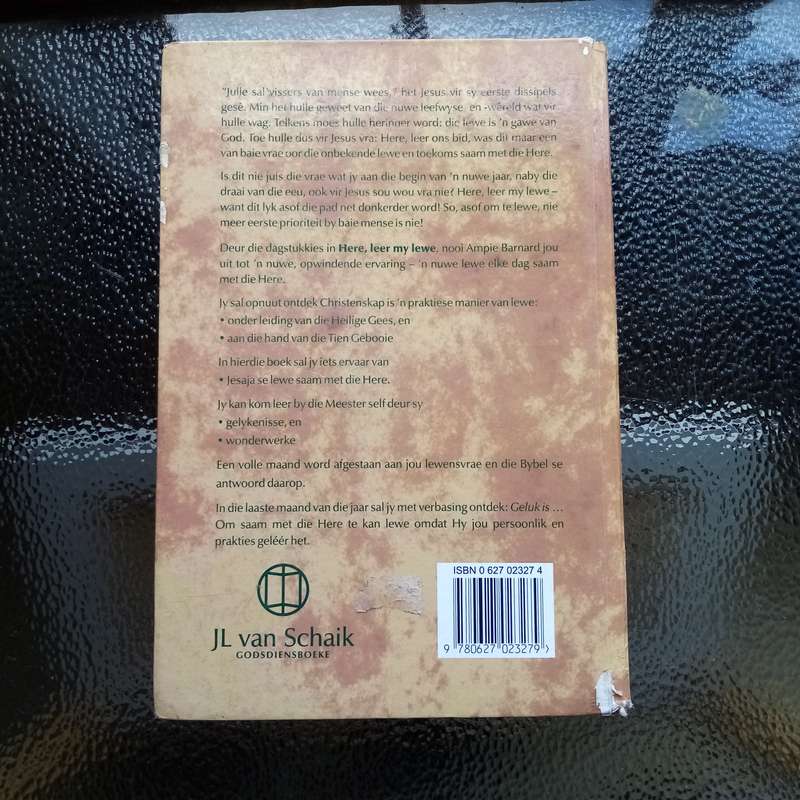 "Julle sal vissers van mense wees," het Jesus vir sy eerste dissipels
gesê. Min het hulle geweet van die nuwe leefwyse en -wêreld wat vir
hulle wag. Telkens moes hulle herinner word: die lewe is 'n gawe van
God. Toe hulle dus vir Jesus vra: Here, leer ons bid, was dit maar een
van baie vrae oor die onbekende lewe en toekoms saam met die Here.
Is dit nie juis die vrae wat jy aan die begin van 'n nuwe jaar, naby die
draai van die eeu, ook vir Jesus sou wou vra nie? Here, leer my lewe –
want dit lyk asof die pad net donkerder word! So, asof om te lewe, nie
meer eerste prioriteit by baie mense is nie!
Deur die dagstukkies in Here, leer my lewe, nooi Ampie Barnard jou
uit tot 'n nuwe, opwindende ervaring – 'n nuwe lewe elke dag saam
met die Here.
Jy sal opnuut ontdek Christenskap is 'n praktiese manier van lewe:
• onder leiding van die Heilige Gees, en
• aan die hand van die Tien Gebooie
In hierdie boek sal jy iets ervaar van
• Jesaja se lewe saam met die Here.
Jy kan kom leer by die Meester self deur sy
• gelykenisse, en
• wonderwerke
Een volle maand word afgestaan aan jou lewensvrae en die Bybel se
antwoord daarop.
In die laaste maand van die jaar sal jy met verbasing ontdek: Geluk is ...
Om saam met die Here te kan lewe omdat Hy jou persoonlik en
prakties geléér het.
JL van Schaik
GODSDIENSBOEKE
ISBN 0 627 02327 4
9 780627 023279 >